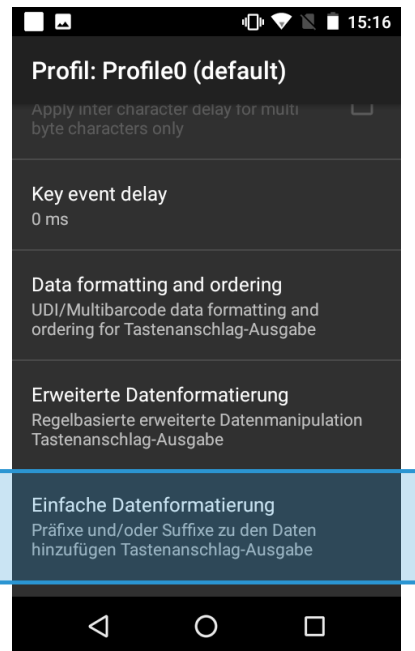 15:16
Profil: Profile0 (default)
Apply inter character delay for multi
byte characters only
Key event delay
0 ms
Data formatting and ordering
UDI/Multibarcode data formatting and
ordering for Tastenanschlag-Ausgabe
Erweiterte Datenformatierung
Regelbasierte erweiterte Datenmanipulation
Tastenanschlag-Ausgabe
Einfache Datenformatierung
Präfixe und/oder Suffixe zu den Daten
hinzufügen Tastenanschlag-Ausgabe